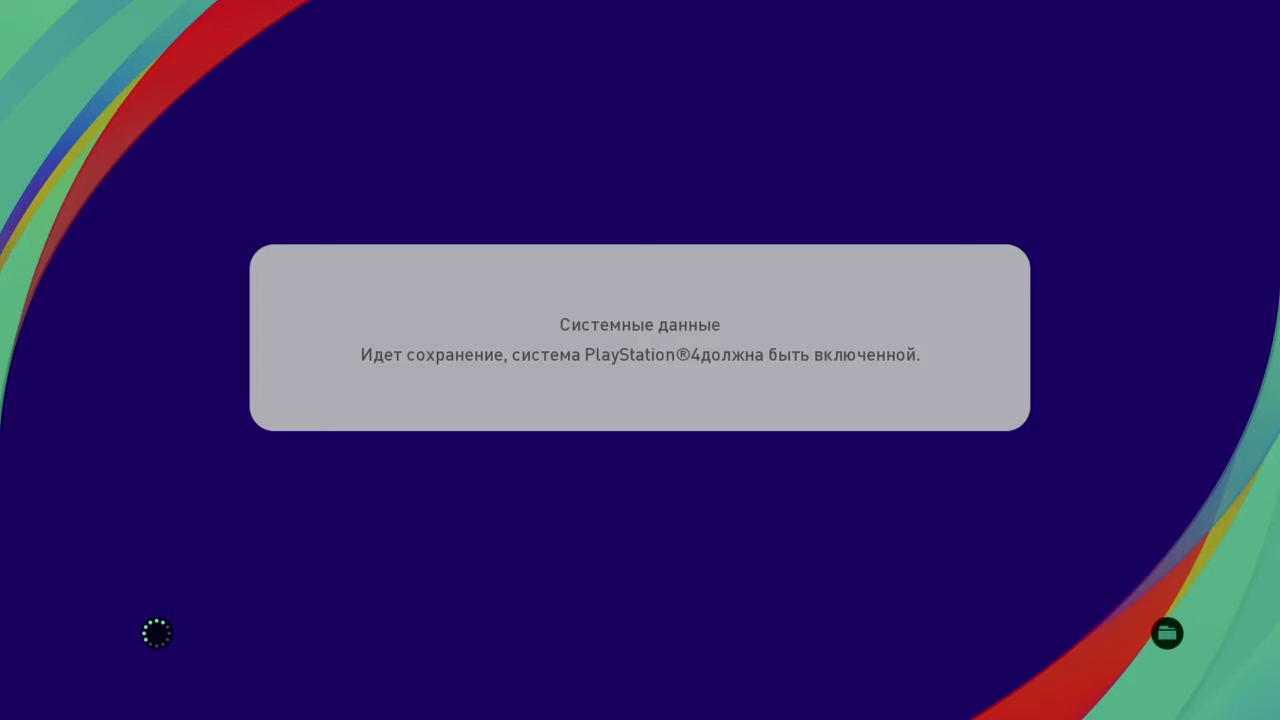 Системные данные
Идет сохранение, система PlayStation®4должна быть включенной.